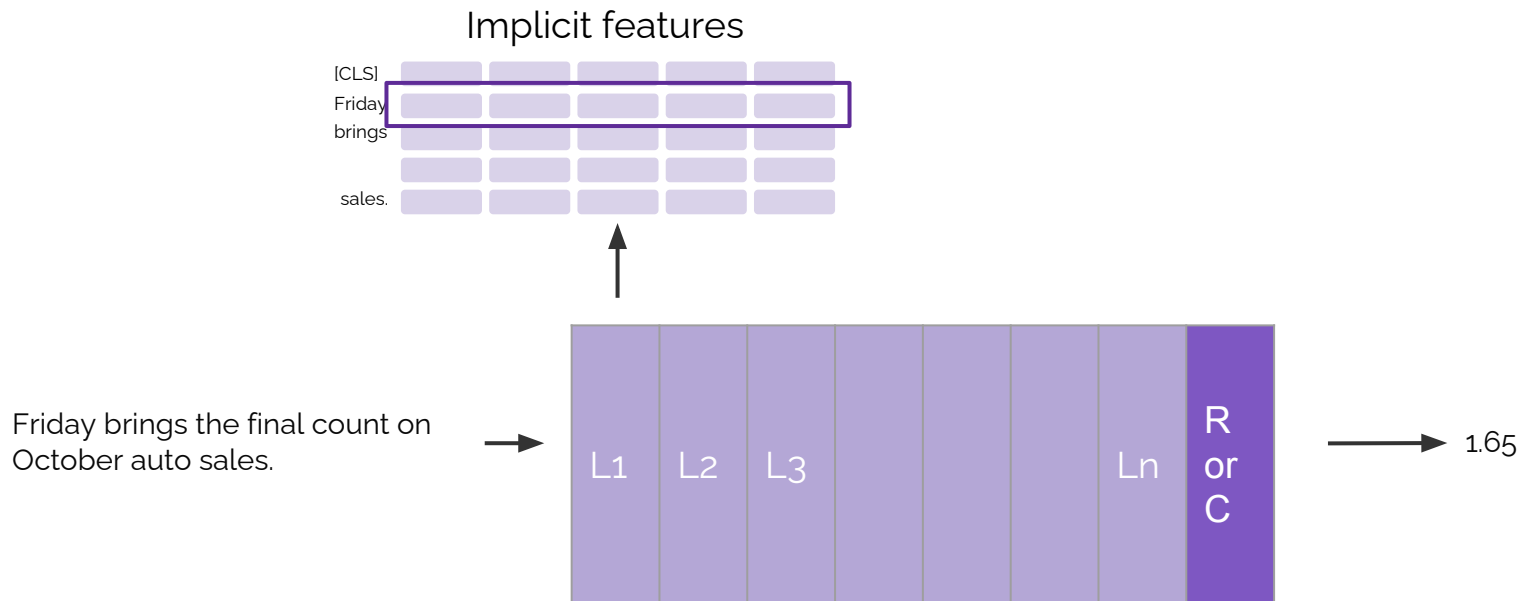 Implicit features
[CLS]
Friday
brings
sales.
Friday brings the final count on
October auto sales.
L1
L2
L3
Ln
R
or
C
1.65